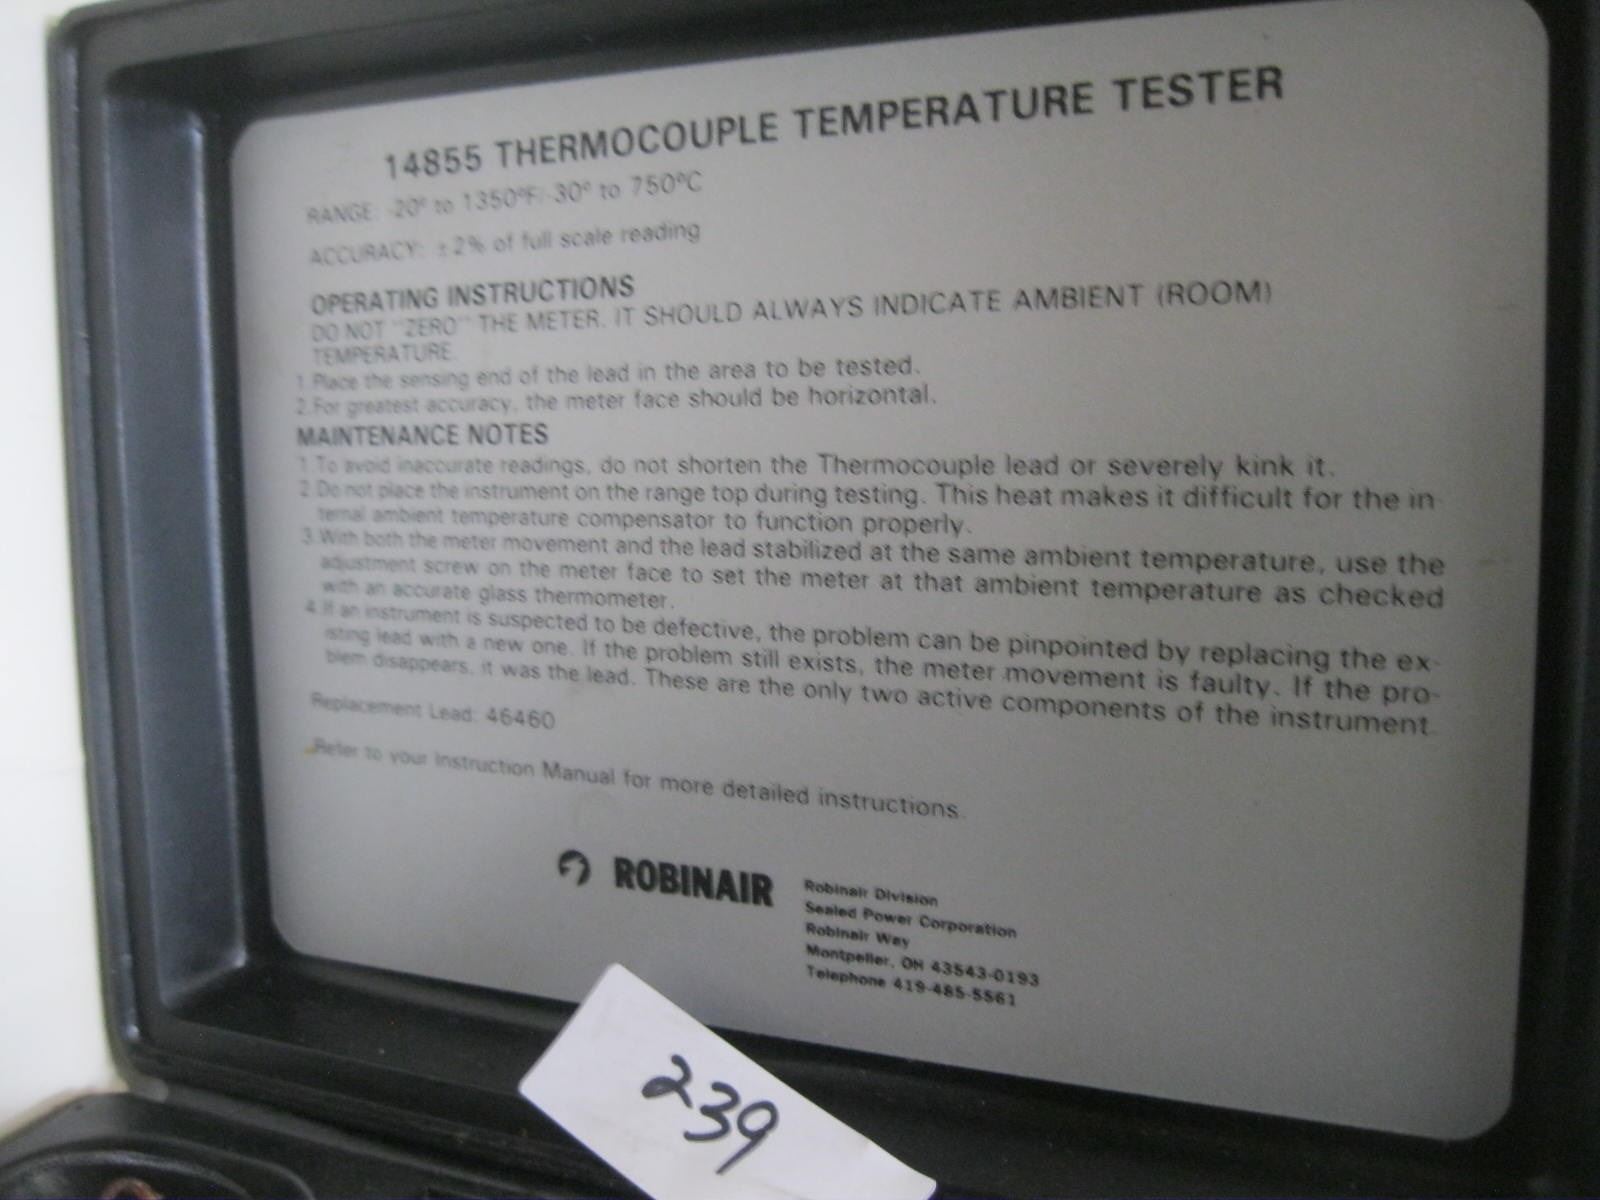 14855 THERMOCOUPLE TEMPERATURE TESTER
RANGE: -20° to 1350°F/-30° to 750°C
ACCURACY: ±2% of full scale reading
OPERATING INSTRUCTIONS
DO NOT "ZERO" THE METER. IT SHOULD ALWAYS INDICATE AMBIENT (ROOM)
TEMPERATURE.
1. Place the sensing end of the lead in the area to be tested.
2. For greatest accuracy, the meter face should be horizontal.
MAINTENANCE NOTES
1. To avoid inaccurate readings, do not shorten the Thermocouple lead or severely kink it.
2. Do not place the instrument on the range top during testing. This heat makes it difficult for the in-
ternal ambient temperature compensator to function properly.
3. With both the meter movement and the lead stabilized at the same ambient temperature, use the
adjustment screw on the meter face to set the meter at that ambient temperature as checked
with an accurate glass thermometer.
4. If an instrument is suspected to be defective, the problem can be pinpointed by replacing the ex-
isting lead with a new one. If the problem still exists, the meter movement is faulty. If the pro-
blem disappears, it was the lead. These are the only two active components of the instrument.
Replacement Lead: 46460
Refer to your Instruction Manual for more detailed instructions.
ROBINAIR
Robinair Division
Sealed Power Corporation
Robinair Way
Montpelier, OH 43543-0193
Telephone 419-485-5561
239